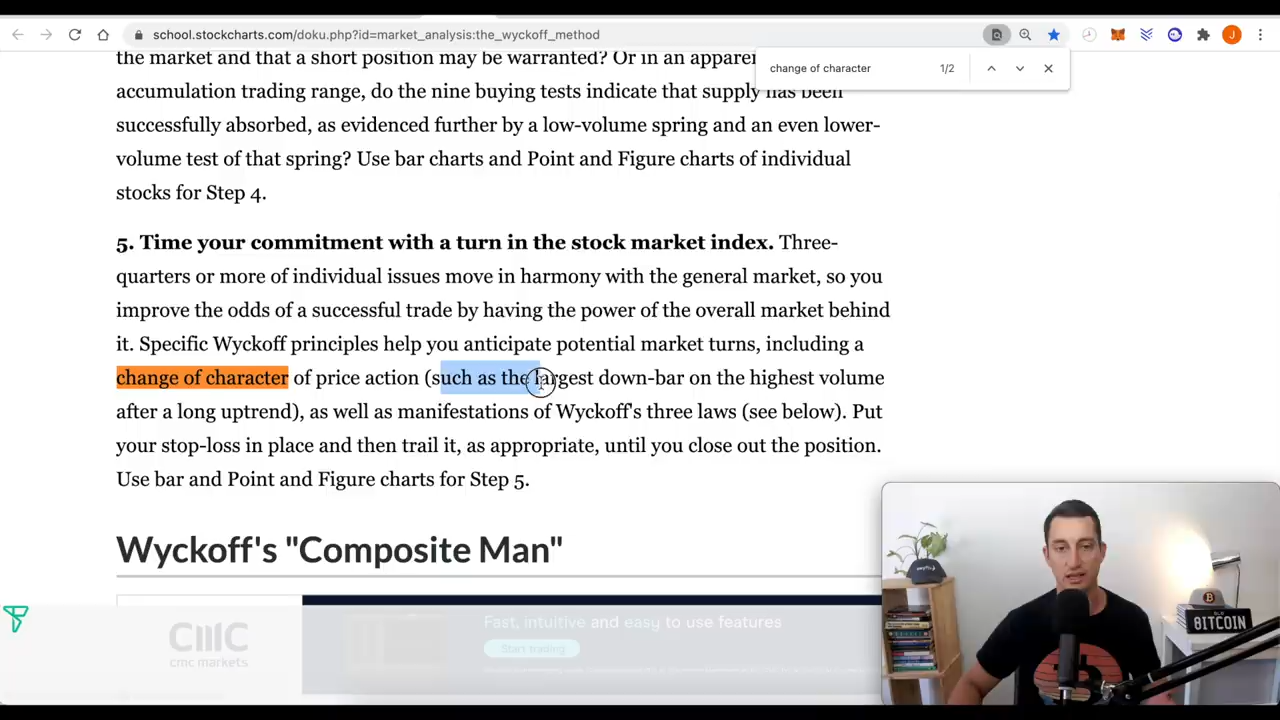 school.stockcharts.com/doku.php?id=market_analysis:the_wyckoff_method
J
change of character
1/2
the market and that a short position may be warranted? Or in an apparent
accumulation trading range, do the nine buying tests indicate that supply has been
successfully absorbed, as evidenced further by a low-volume spring and an even lower-
volume test of that spring? Use bar charts and Point and Figure charts of individual
stocks for Step 4.
5. Time your commitment with a turn in the stock market index. Three-
quarters or more of individual issues move in harmony with the general market, so you
improve the odds of a successful trade by having the power of the overall market behind
it. Specific Wyckoff principles help you anticipate potential market turns, including a
change of character of price action (such as the largest down-bar on the highest volume
after a long uptrend), as well as manifestations of Wyckoff's three laws (see below). Put
your stop-loss in place and then trail it, as appropriate, until you close out the position.
Use bar and Point and Figure charts for Step 5.
Wyckoff's "Composite Man"
CMC
cmc markets
Fast, intuitive and easy to use features
Start trading
BITCOIN